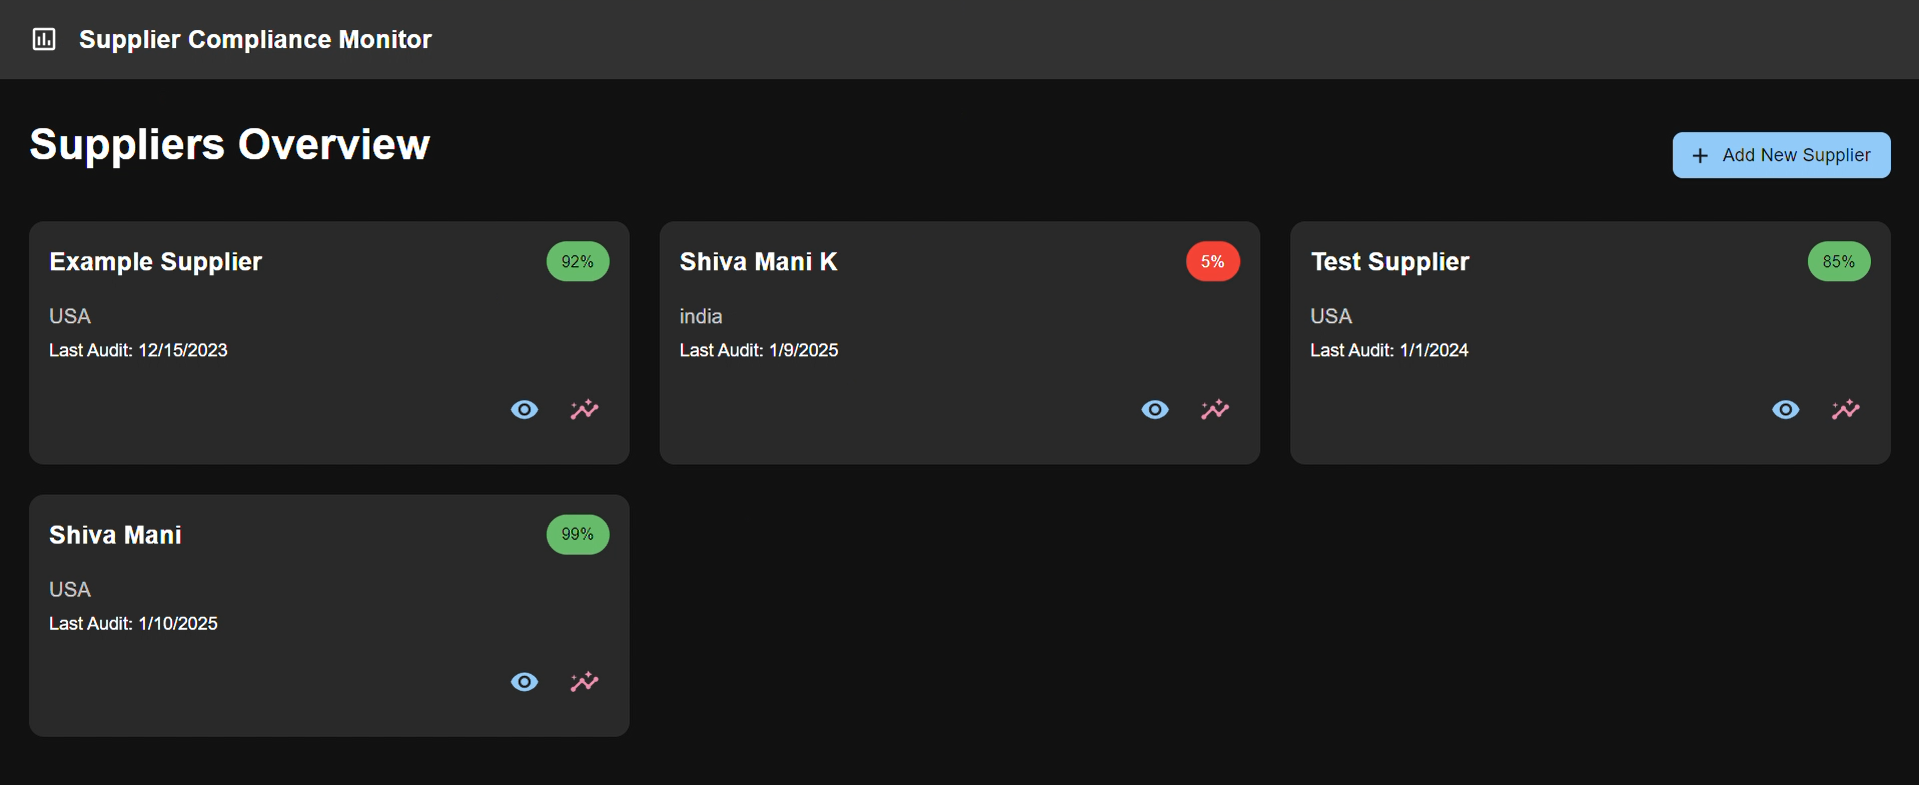 Supplier Compliance Monitor
Suppliers Overview
+ Add New Supplier
Example Supplier
92%
USA
Last Audit: 12/15/2023
Shiva Mani K
5%
india
Last Audit: 1/9/2025
Test Supplier
85%
USA
Last Audit: 1/1/2024
Shiva Mani
99%
USA
Last Audit: 1/10/2025